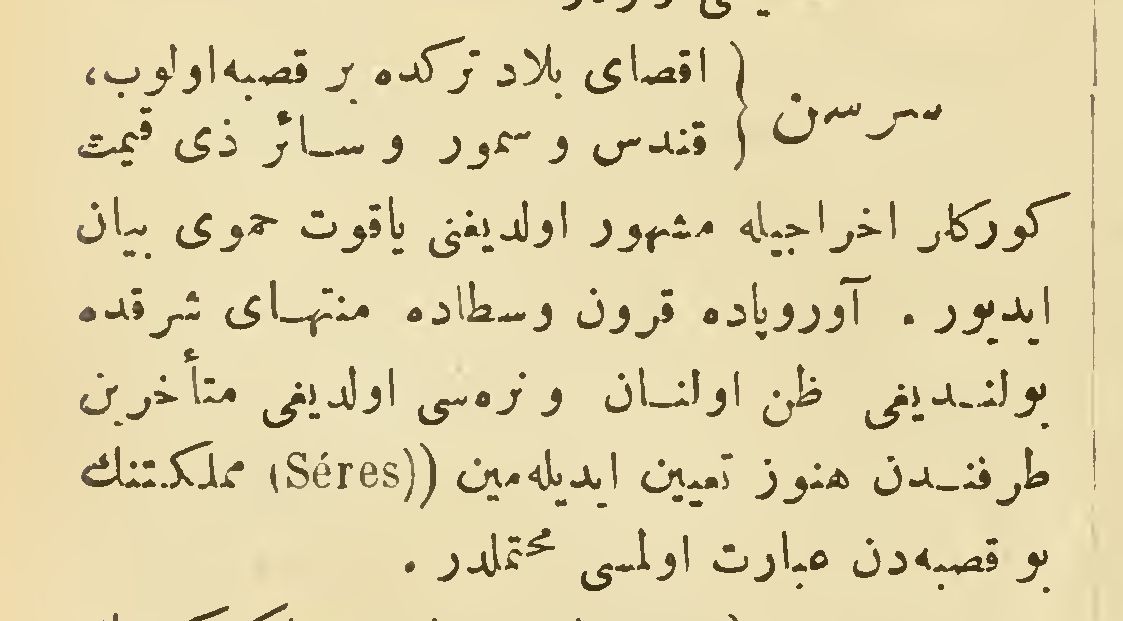 سرسن { اقصای بلاد ترکده بر قصبه اولوب،
قندس و سمور و سائر ذی قیمت
کورکلر اخراجیله مشهور اولدیغنی یاقوت حموی بیان
ایدیور . آوروپاده قرون وسطاده منتهای شرقده
بولندیغی ظن اولنان و نره‌سی اولدیغی متأخرین
طرفندن هنوز تعیین ایدیله‌مین ((Séres) مملکتنك
بو قصبه‌دن عبارت اولمسی محتملدر .